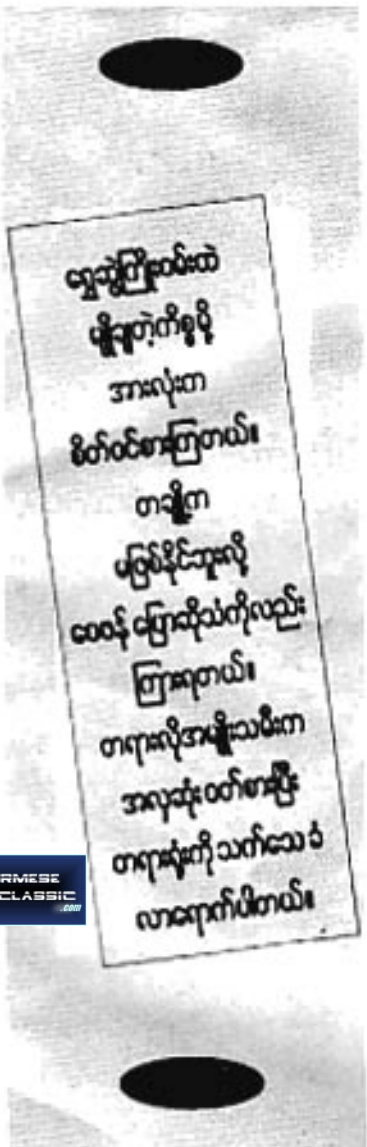 ရွှေဆွဲကြိုးဝမ်းထဲ
မျိုချတဲ့ကိစ္စမို့
အားလုံးက
စိတ်ဝင်စားကြတယ်။
တချို့က
မဖြစ်နိုင်ဘူးလို့
ဝေဖန် ပြောဆိုသံကိုလည်း
ကြားရတယ်။
တရားလိုအမျိုးသမီးက
အလှဆုံး ဝတ်စားပြီး
တရားရုံးကို သက်သေ ခံ
လာရောက်ပါတယ်။
RMESE
CLASSIC
.com